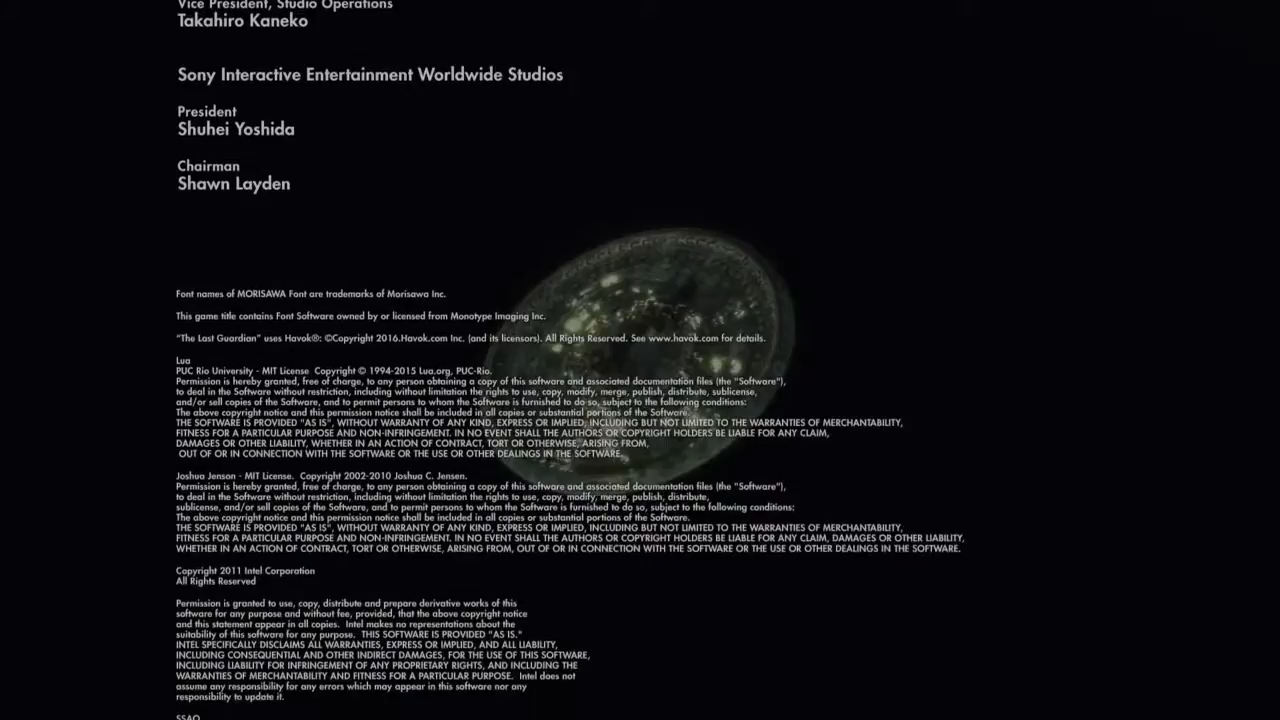 Vice President, Studio Operations
Takahiro Kaneko
Sony Interactive Entertainment Worldwide Studios
President
Shuhei Yoshida
Chairman
Shawn Layden
Font names of MORISAWA Font are trademarks of Morisawa Inc.
This game title contains Font Software owned by or licensed from Monotype Imaging Inc.
"The Last Guardian" uses Havok®: ©Copyright 2016.Havok.com Inc. (and its licensors). All Rights Reserved. See www.havok.com for details.
Lua
PUC Rio University - MIT License  Copyright © 1994-2015 Lua.org, PUC-Rio.
Permission is hereby granted, free of charge, to any person obtaining a copy of this software and associated documentation files (the "Software"),
to deal in the Software without restriction, including without limitation the rights to use, copy, modify, merge, publish, distribute, sublicense,
and/or sell copies of the Software, and to permit persons to whom the Software is furnished to do so, subject to the following conditions:
The above copyright notice and this permission notice shall be included in all copies or substantial portions of the Software.
THE SOFTWARE IS PROVIDED "AS IS", WITHOUT WARRANTY OF ANY KIND, EXPRESS OR IMPLIED, INCLUDING BUT NOT LIMITED TO THE WARRANTIES OF MERCHANTABILITY,
FITNESS FOR A PARTICULAR PURPOSE AND NON-INFRINGEMENT. IN NO EVENT SHALL THE AUTHORS OR COPYRIGHT HOLDERS BE LIABLE FOR ANY CLAIM,
DAMAGES OR OTHER LIABILITY, WHETHER IN AN ACTION OF CONTRACT, TORT OR OTHERWISE, ARISING FROM,
OUT OF OR IN CONNECTION WITH THE SOFTWARE OR THE USE OR OTHER DEALINGS IN THE SOFTWARE.
Joshua Jenson - MIT License.  Copyright 2002-2010 Joshua C. Jensen.
Permission is hereby granted, free of charge, to any person obtaining a copy of this software and associated documentation files (the "Software"),
to deal in the Software without restriction, including without limitation the rights to use, copy, modify, merge, publish, distribute,
sublicense, and/or sell copies of the Software, and to permit persons to whom the Software is furnished to do so, subject to the following conditions:
The above copyright notice and this permission notice shall be included in all copies or substantial portions of the Software.
THE SOFTWARE IS PROVIDED "AS IS", WITHOUT WARRANTY OF ANY KIND, EXPRESS OR IMPLIED, INCLUDING BUT NOT LIMITED TO THE WARRANTIES OF MERCHANTABILITY,
FITNESS FOR A PARTICULAR PURPOSE AND NON-INFRINGEMENT. IN NO EVENT SHALL THE AUTHORS OR COPYRIGHT HOLDERS BE LIABLE FOR ANY CLAIM, DAMAGES OR OTHER LIABILITY,
WHETHER IN AN ACTION OF CONTRACT, TORT OR OTHERWISE, ARISING FROM, OUT OF OR IN CONNECTION WITH THE SOFTWARE OR THE USE OR OTHER DEALINGS IN THE SOFTWARE.
Copyright 2011 Intel Corporation
All Rights Reserved
Permission is granted to use, copy, distribute and prepare derivative works of this
software for any purpose and without fee, provided, that the above copyright notice
and this statement appear in all copies.  Intel makes no representations about the
suitability of this software for any purpose.  THIS SOFTWARE IS PROVIDED "AS IS."
INTEL SPECIFICALLY DISCLAIMS ALL WARRANTIES, EXPRESS OR IMPLIED, AND ALL LIABILITY,
INCLUDING CONSEQUENTIAL AND OTHER INDIRECT DAMAGES, FOR THE USE OF THIS SOFTWARE,
INCLUDING LIABILITY FOR INFRINGEMENT OF ANY PROPRIETARY RIGHTS, AND INCLUDING THE
WARRANTIES OF MERCHANTABILITY AND FITNESS FOR A PARTICULAR PURPOSE.  Intel does not
assume any responsibility for any errors which may appear in this software nor any
responsibility to update it.
SSAO